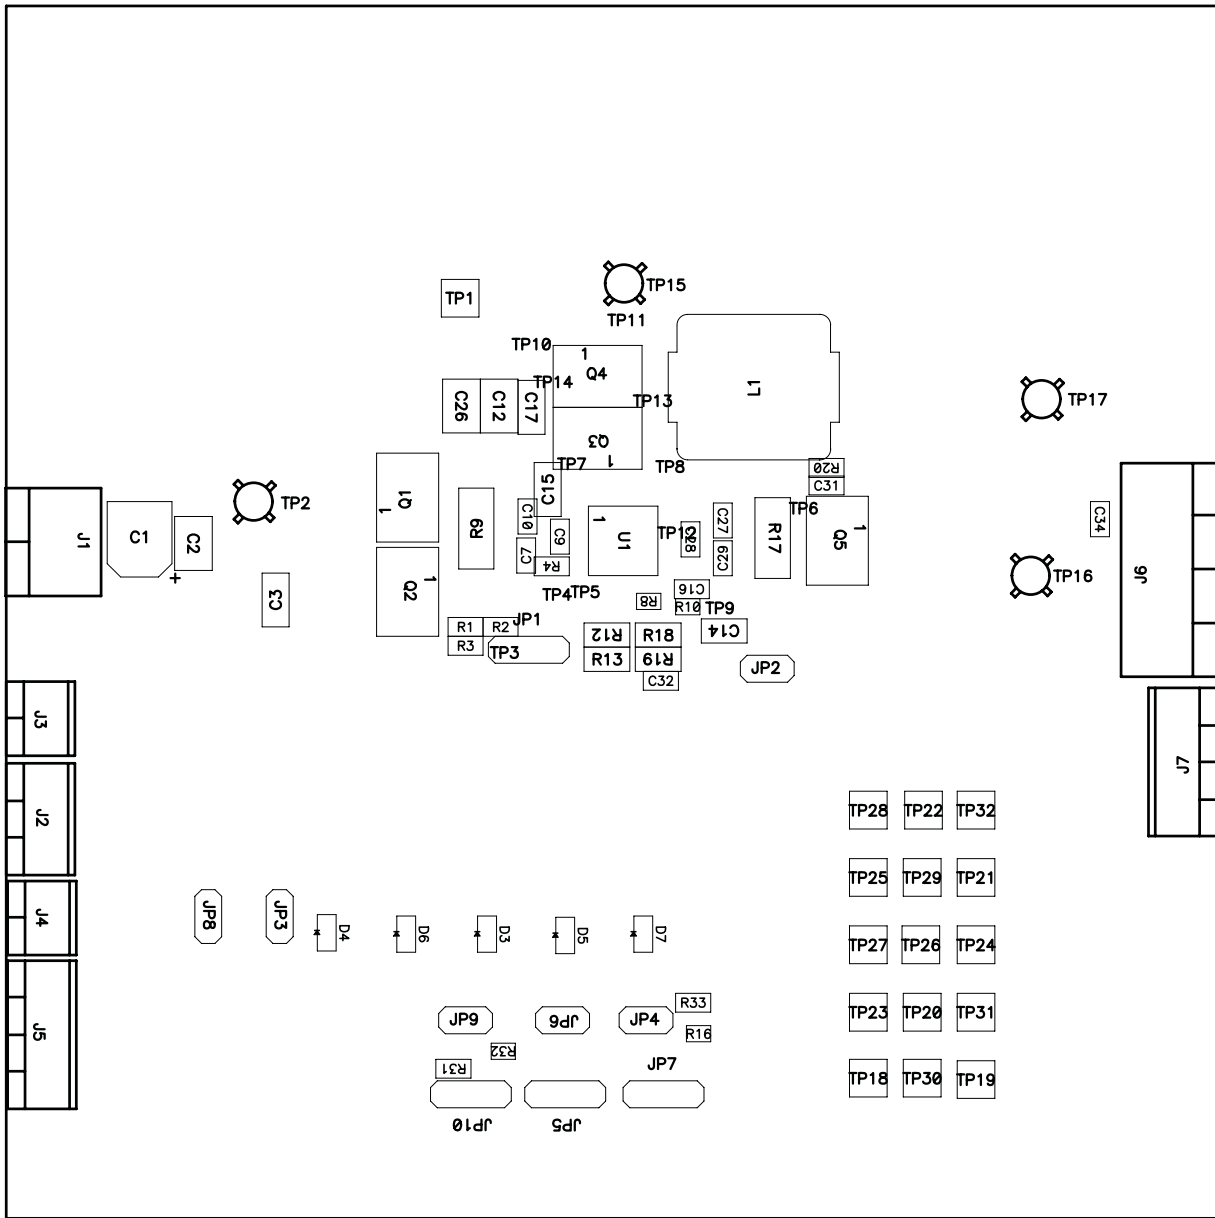 TP1
TP15
TP11
TP10
1
Q4
TP14
TP13
L1
C26
C12
C17
Q3
1
TP7
TP8
TP17
R20
C31
TP2
Q1
1
R9
C15
C10
C9
C7
R4
1
U1
TP12
C28
C27
C29
R17
TP6
1
Q5
C34
J1
C1
+
C2
C3
Q2
1
TP4
TP5
R8
C16
R10
TP9
TP16
J6
R1
R2
R3
JP1
TP3
R12
R18
R13
R19
C14
C32
JP2
J3
J7
J2
TP28
TP22
TP32
TP25
TP29
TP21
J4
JP8
JP3
D4
D6
D3
D5
D7
TP27
TP26
TP24
J5
JP9
JP6
JP4
R33
R16
R32
R31
JP7
TP23
TP20
TP31
TP18
TP30
TP19
JP10
JP5